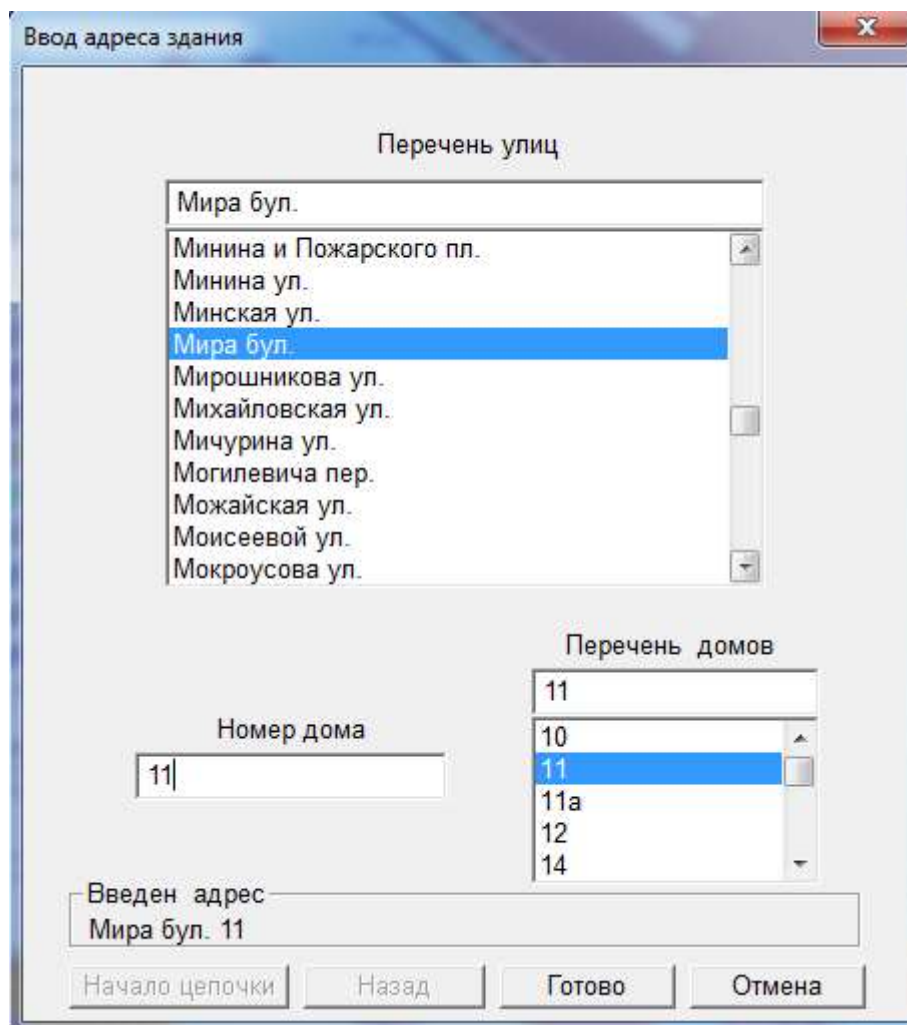 Ввод адреса здания
Перечень улиц
Мира бул.
Минина и Пожарского пл.
Минина ул.
Минская ул.
Мира бул.
Мирошникова ул.
Михайловская ул.
Мичурина ул.
Могилевича пер.
Можайская ул.
Моисеевой ул.
Мокроусова ул.
Перечень домов
11
Номер дома
11
10
11
11а
12
14
Введен адрес
Мира бул. 11
Начало цепочки Назад Готово Отмена